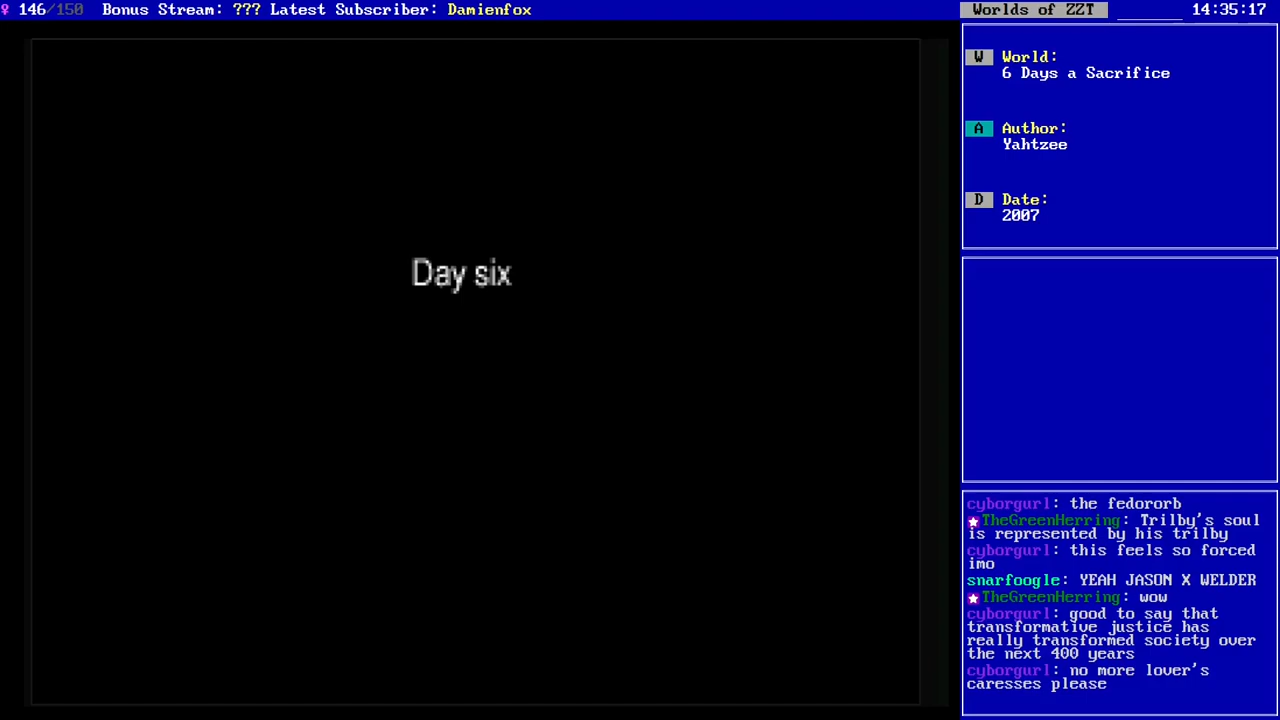 ♀ 146/150 Bonus Stream: ??? Latest Subscriber: Damienfox
Worlds of ZZT
14:35:17
W World:
6 Days a Sacrifice
A Author:
Yahtzee
D Date:
2007
Day six
cyborgurl: the fedororb
TheGreenHerring: Trilby's soul
is represented by his trilby
cyborgurl: this feels so forced
imo
snarfoogle: YEAH JASON X WELDER
TheGreenHerring: wow
cyborgurl: good to say that
transformative justice has
really transformed society over
the next 400 years
cyborgurl: no more lover's
caresses please